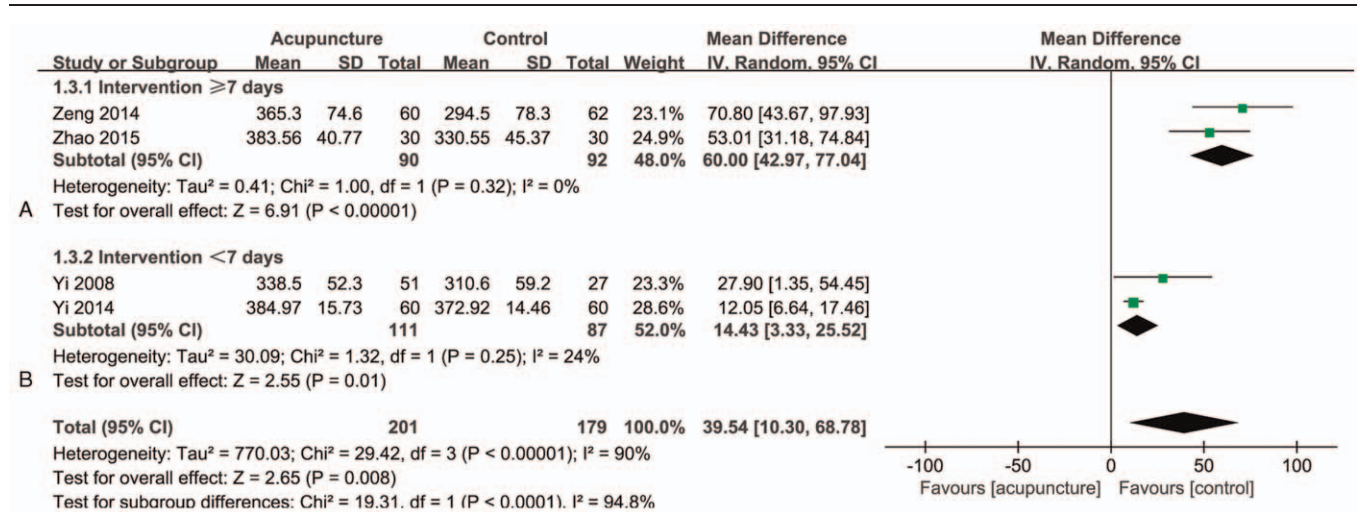 Acupuncture Control Mean Difference Mean Difference
Study or Subgroup Mean SD Total Mean SD Total Weight IV. Random. 95% CI IV. Random. 95% CI
1.3.1 Intervention ≥7 days
Zeng 2014 365.3 74.6 60 294.5 78.3 62 23.1% 70.80 [43.67, 97.93]
Zhao 2015 383.56 40.77 30 330.55 45.37 30 24.9% 53.01 [31.18, 74.84]
Subtotal (95% CI) 90 92 48.0% 60.00 [42.97, 77.04]
Heterogeneity: Tau² = 0.41; Chi² = 1.00, df = 1 (P = 0.32); I² = 0%
A Test for overall effect: Z = 6.91 (P < 0.00001)
1.3.2 Intervention <7 days
Yi 2008 338.5 52.3 51 310.6 59.2 27 23.3% 27.90 [1.35, 54.45]
Yi 2014 384.97 15.73 60 372.92 14.46 60 28.6% 12.05 [6.64, 17.46]
Subtotal (95% CI) 111 87 52.0% 14.43 [3.33, 25.52]
Heterogeneity: Tau² = 30.09; Chi² = 1.32, df = 1 (P = 0.25); I² = 24%
B Test for overall effect: Z = 2.55 (P = 0.01)
Total (95% CI) 201 179 100.0% 39.54 [10.30, 68.78]
Heterogeneity: Tau² = 770.03; Chi² = 29.42, df = 3 (P < 0.00001); I² = 90%
-100 -50 0 50 100
Test for overall effect: Z = 2.65 (P = 0.008)
Favours [acupuncture] Favours [control]
Test for subgroup differences: Chi² = 19.31. df = 1 (P < 0.0001). I² = 94.8%